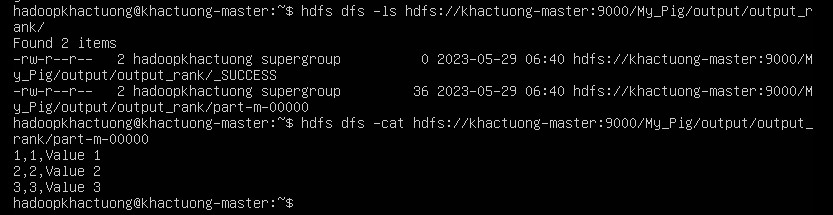 hadoopkhactuong@khactuong-master:~$ hdfs dfs -ls hdfs://khactuong-master:9000/My_Pig/output/output_r
ank/
Found 2 items
-rw-r--r--   2 hadoopkhactuong supergroup          0 2023-05-29 06:40 hdfs://khactuong-master:9000/M
y_Pig/output/output_rank/_SUCCESS
-rw-r--r--   2 hadoopkhactuong supergroup         36 2023-05-29 06:40 hdfs://khactuong-master:9000/M
y_Pig/output/output_rank/part-m-00000
hadoopkhactuong@khactuong-master:~$ hdfs dfs -cat hdfs://khactuong-master:9000/My_Pig/output/output_
rank/part-m-00000
1,1,Value 1
2,2,Value 2
3,3,Value 3
hadoopkhactuong@khactuong-master:~$